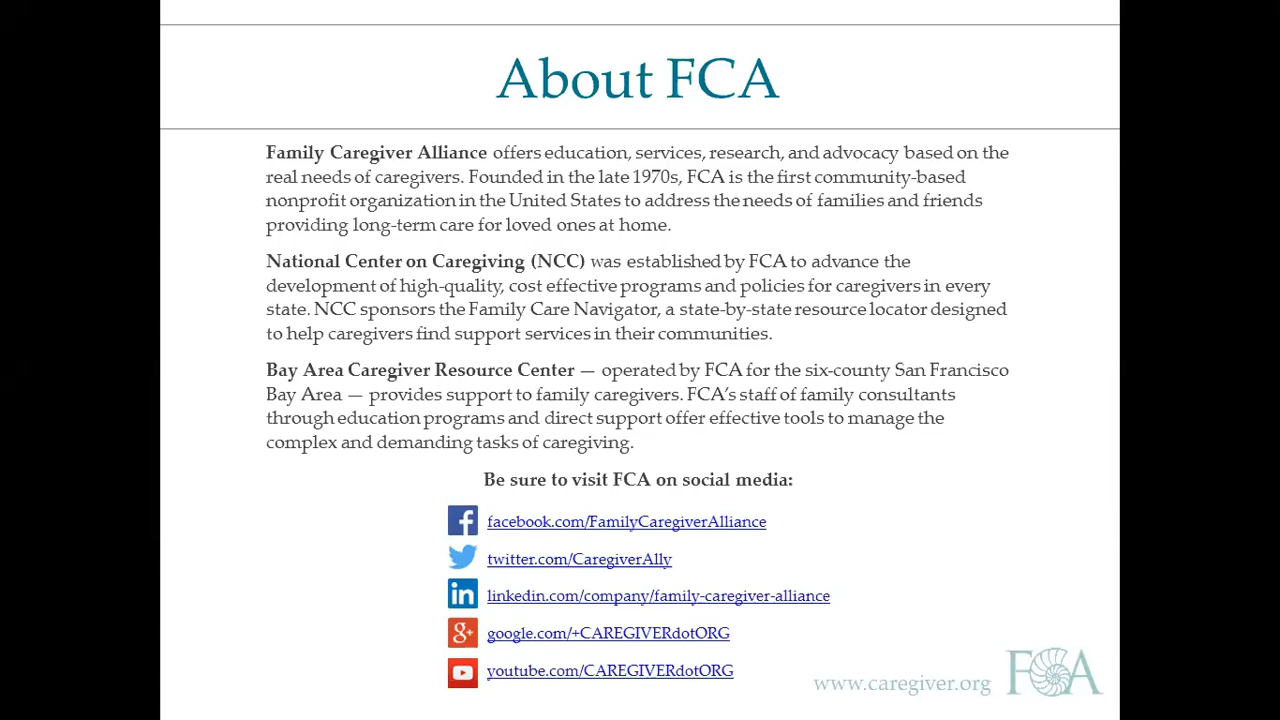 About FCA
Family Caregiver Alliance offers education, services, research, and advocacy based on the
real needs of caregivers. Founded in the late 1970s, FCA is the first community-based
nonprofit organization in the United States to address the needs of families and friends
providing long-term care for loved ones at home.
National Center on Caregiving (NCC) was established by FCA to advance the
development of high-quality, cost effective programs and policies for caregivers in every
state. NCC sponsors the Family Care Navigator, a state-by-state resource locator designed
to help caregivers find support services in their communities.
Bay Area Caregiver Resource Center — operated by FCA for the six-county San Francisco
Bay Area — provides support to family caregivers. FCA’s staff of family consultants
through education programs and direct support offer effective tools to manage the
complex and demanding tasks of caregiving.
Be sure to visit FCA on social media:
facebook.com/FamilyCaregiverAlliance
twitter.com/CaregiverAlly
linkedin.com/company/family-caregiver-alliance
google.com/+CAREGIVERdotORG
youtube.com/CAREGIVERdotORG
www.caregiver.org FCA